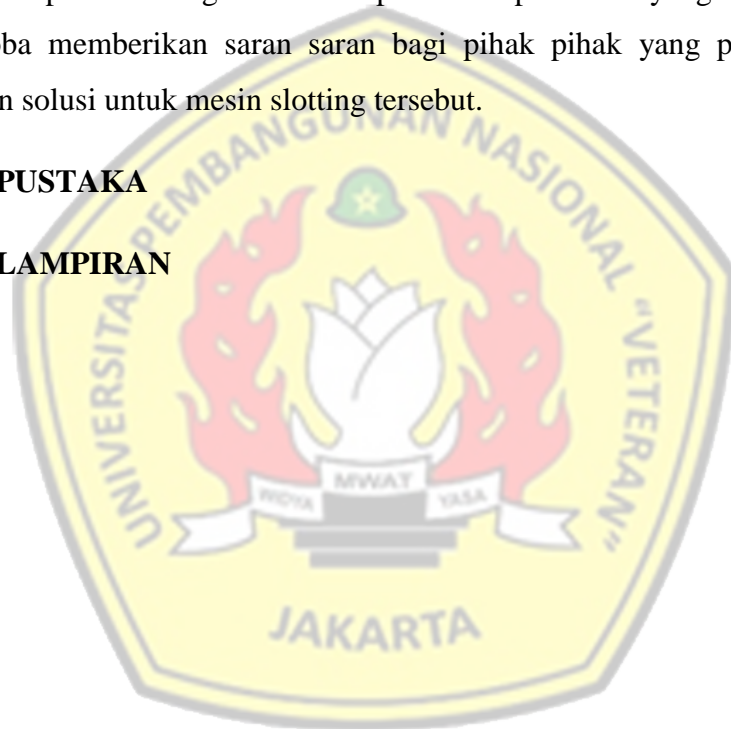 oba memberikan saran saran bagi pihak pihak yang p
n solusi untuk mesin slotting tersebut.
PUSTAKA
LAMPIRAN
UNIVERSITAS PEMBANGUNAN NASIONAL "VETERAN"
WIDYA MWAT YASA
JAKARTA